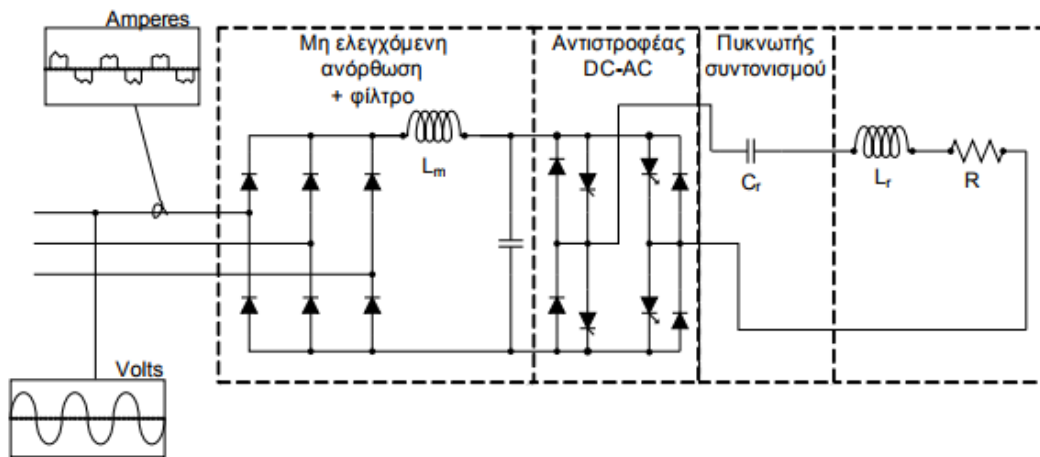 Amperes
Μη ελεγχόμενη
ανόρθωση
+ φίλτρο
Αντιστροφέας
DC-AC
Πυκνωτής
συντονισμού
Lm
Cr
Lr
R
Volts